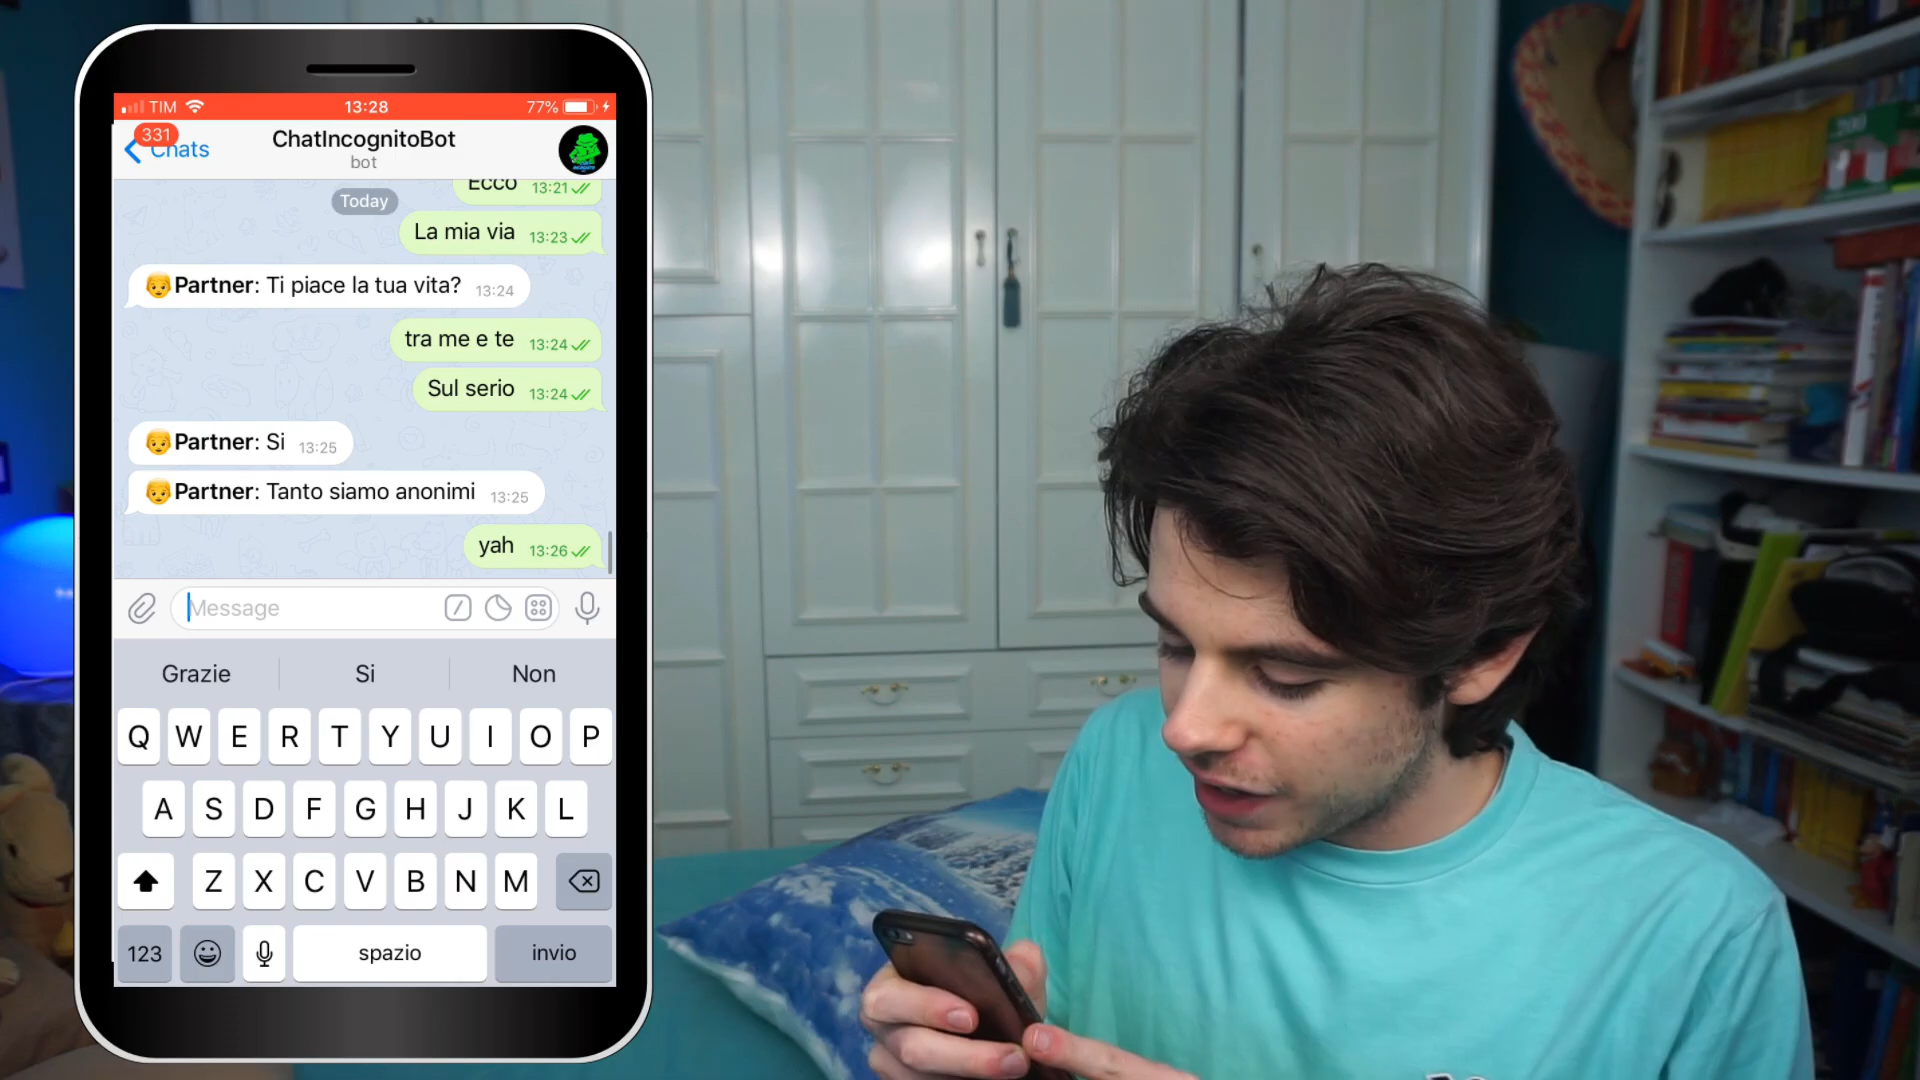 TIM 13:28 77%
331
Chats
ChatIncognitoBot
bot
Ecco 13:21
Today
La mia via 13:23
Partner: Ti piace la tua vita? 13:24
tra me e te 13:24
Sul serio 13:24
Partner: Si 13:25
Partner: Tanto siamo anonimi 13:25
yah 13:26
Message
Grazie Si Non
Q W E R T Y U I O P
A S D F G H J K L
Z X C V B N M
123 spazio invio
200